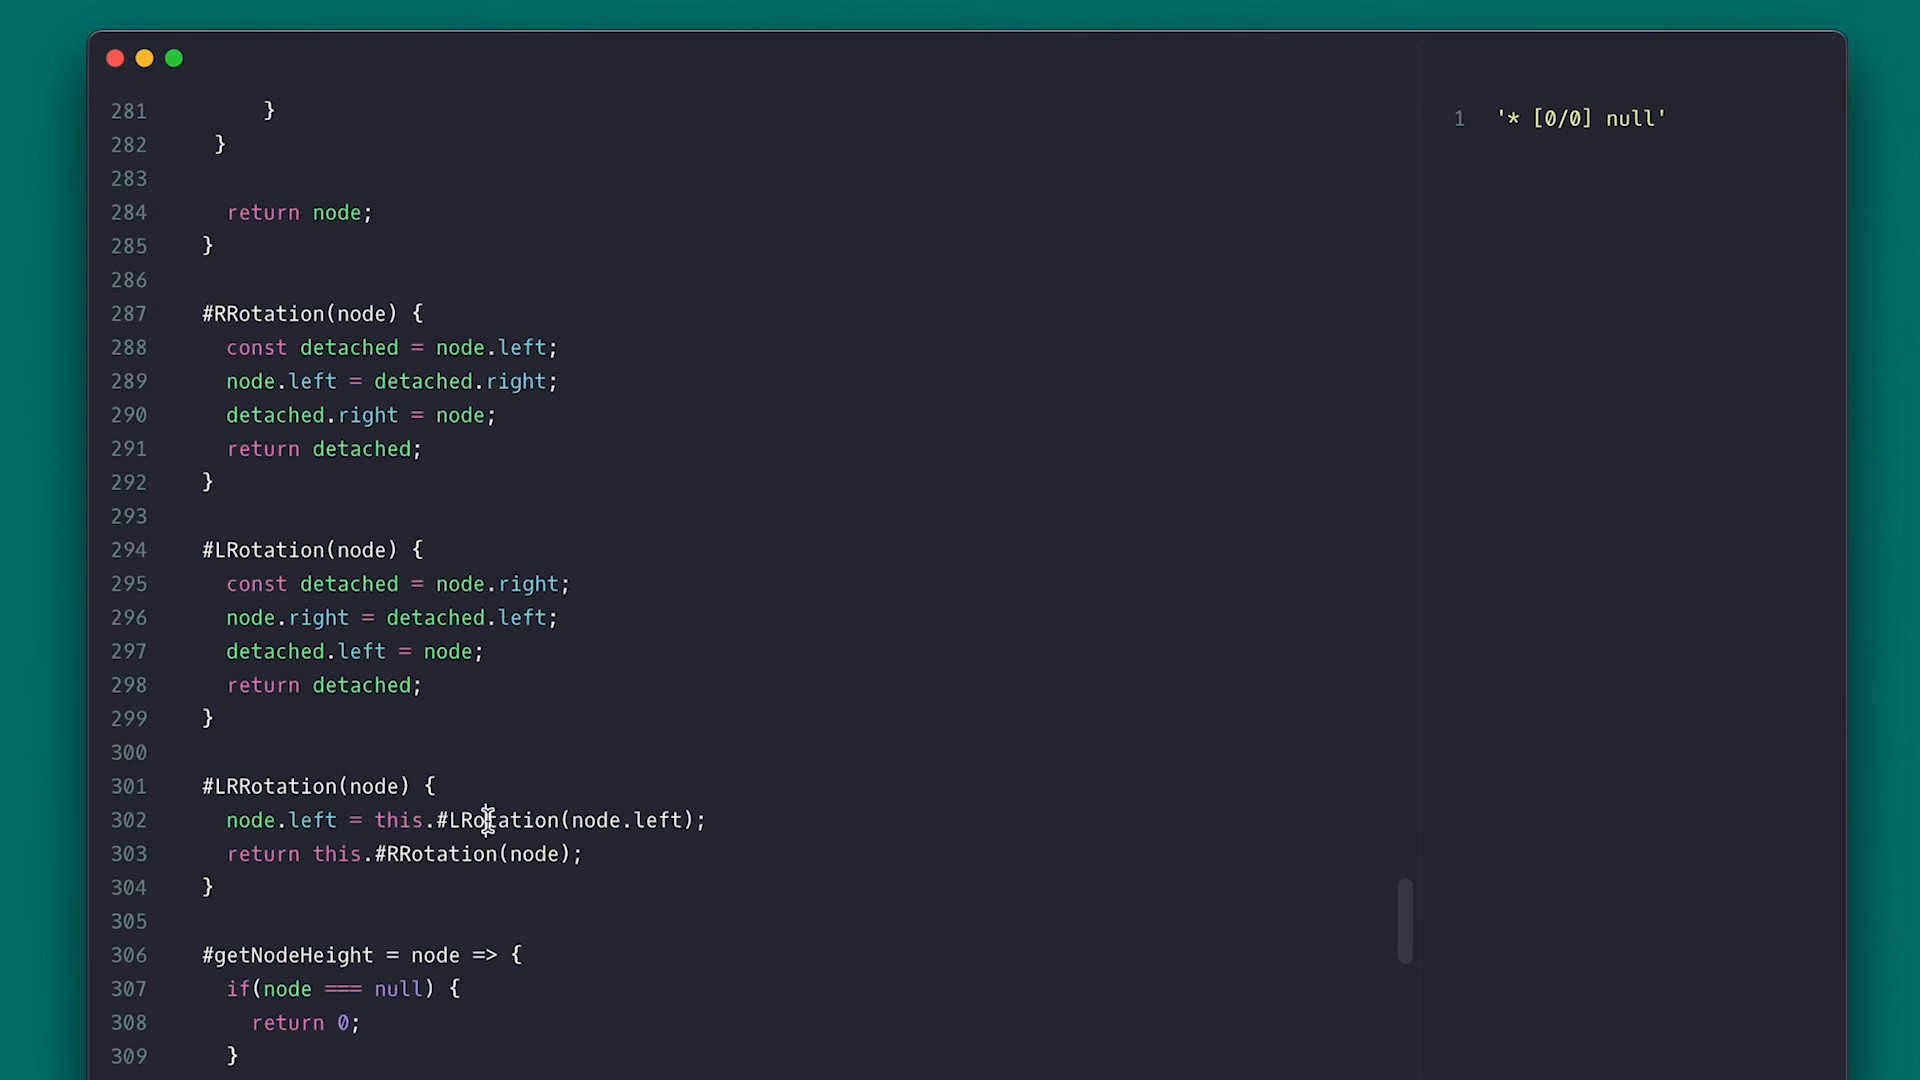 281 }
282 }
283
284 return node;
285 }
286
287 #RRotation(node) {
288 const detached = node.left;
289 node.left = detached.right;
290 detached.right = node;
291 return detached;
292 }
293
294 #LRotation(node) {
295 const detached = node.right;
296 node.right = detached.left;
297 detached.left = node;
298 return detached;
299 }
300
301 #LRRotation(node) {
302 node.left = this.#LRotation(node.left);
303 return this.#RRotation(node);
304 }
305
306 #getNodeHeight = node => {
307 if(node === null) {
308 return 0;
309 }
1 '* [0/0] null'